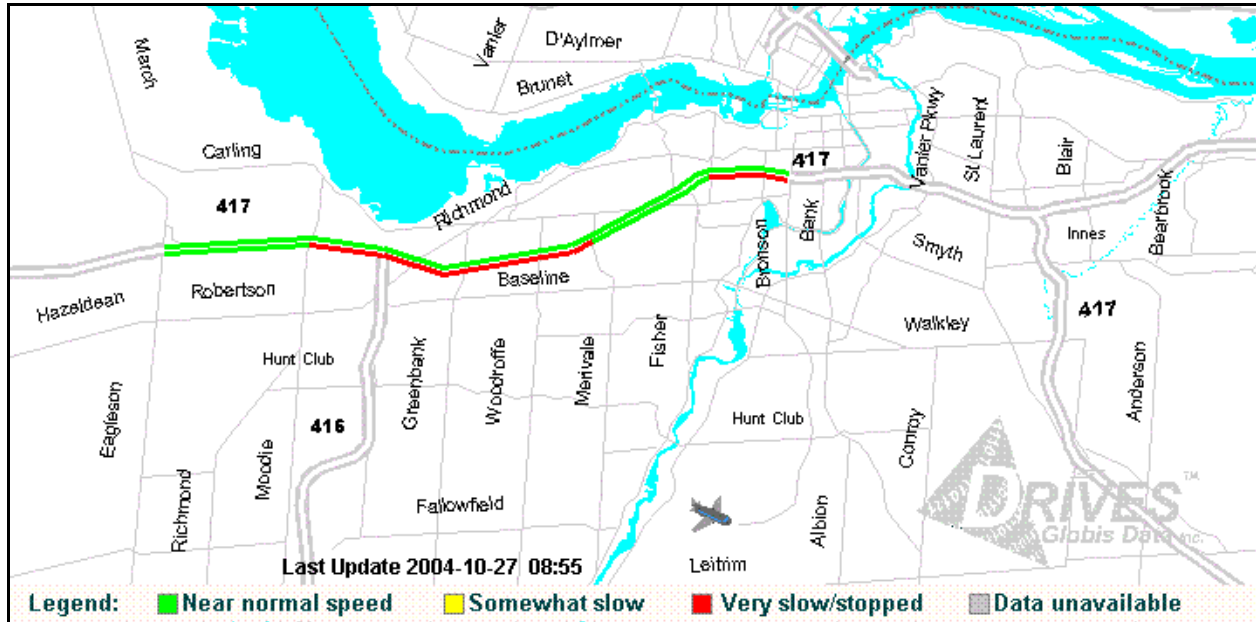 March
Vanier
D'Aylmer
Brunet
Carling
417
Richmond
417
Vanier Pkwy
St Laurent
Blair
Bearbrook
Innes
Smyth
Bank
Bronson
Hazeldean
Robertson
Baseline
Walkley
417
Anderson
Hunt Club
Fisher
Greenbank
Woodroffe
Merivale
Eagleson
416
Moodie
Richmond
Hunt Club
Conroy
Fallowfield
Albion
Leitrim
DRIVES™
Globis Data Inc.
Last Update 2004-10-27 08:55
Legend: Near normal speed Somewhat slow Very slow/stopped Data unavailable